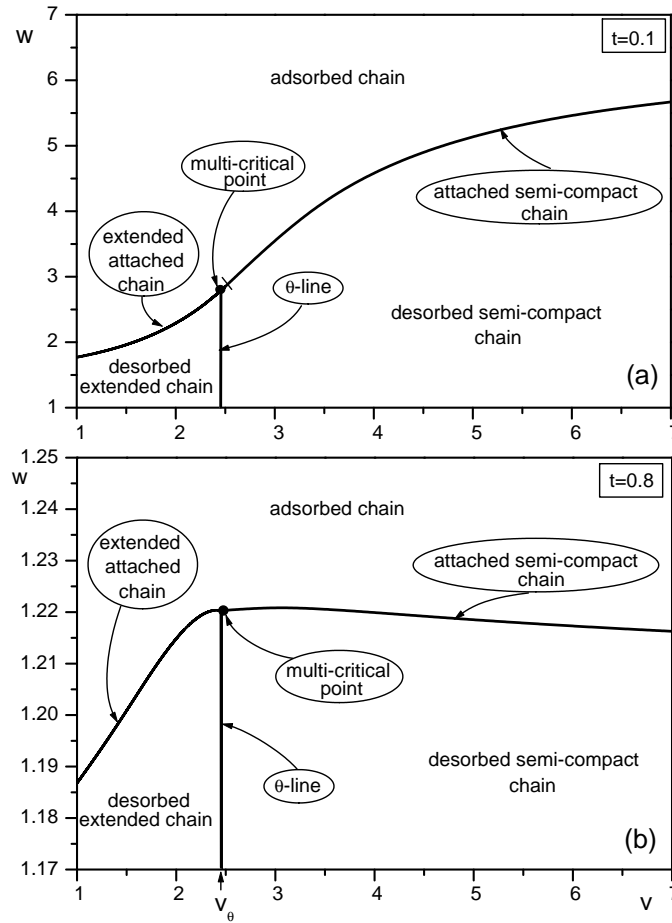 w
7
6
5
4
3
2
1
t=0.1
adsorbed chain
multi-critical
point
attached semi-compact
chain
extended
attached
chain
θ-line
desorbed semi-compact
chain
desorbed
extended chain
(a)
1 2 3 4 5 6 7
w
1.25
1.24
1.23
1.22
1.21
1.20
1.19
1.18
1.17
t=0.8
adsorbed chain
extended
attached
chain
attached semi-compact
chain
multi-critical
point
desorbed semi-compact
chain
θ-line
desorbed
extended chain
(b)
1 2 3 4 5 6 7
vθ
v